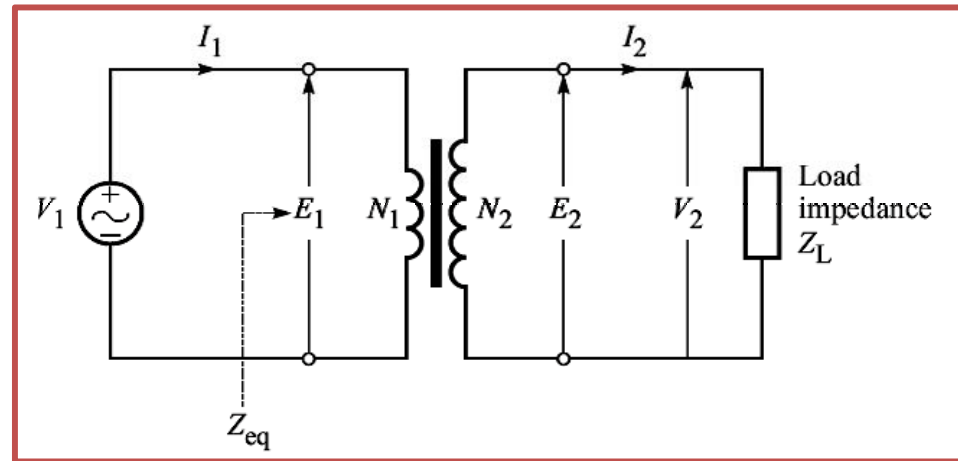 I1
I2
+
V1
−
E1
N1
N2
E2
V2
Load
impedance
ZL
Zeq